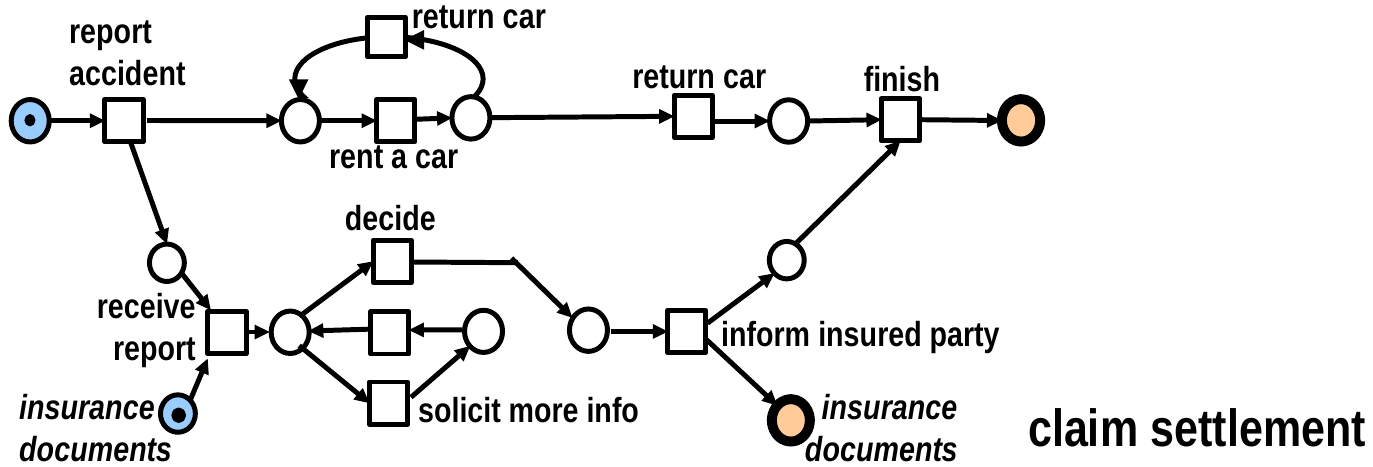 return car
report
accident
return car
finish
rent a car
decide
receive
report
inform insured party
insurance
documents
solicit more info
insurance
documents
claim settlement